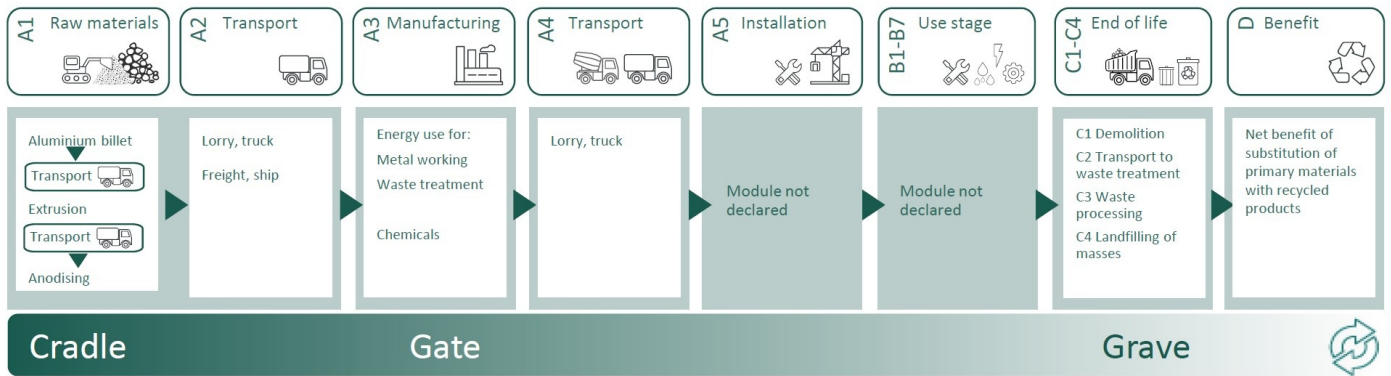 A1 Raw materials
A2 Transport
A3 Manufacturing
A4 Transport
A5 Installation
B1-B7 Use stage
C1-C4 End of life
D Benefit
Aluminium billet
Transport
Extrusion
Transport
Anodising
Lorry, truck
Freight, ship
Energy use for:
Metal working
Waste treatment
Chemicals
Lorry, truck
Module not
declared
Module not
declared
C1 Demolition
C2 Transport to
waste treatment
C3 Waste
processing
C4 Landfilling of
masses
Net benefit of
substitution of
primary materials
with recycled
products
Cradle
Gate
Grave